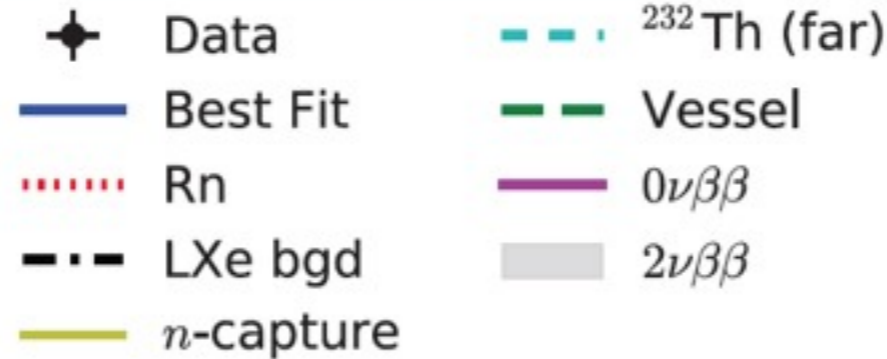 Data
Best Fit
Rn
LXe bgd
n-capture
²³²Th (far)
Vessel
0νββ
2νββ